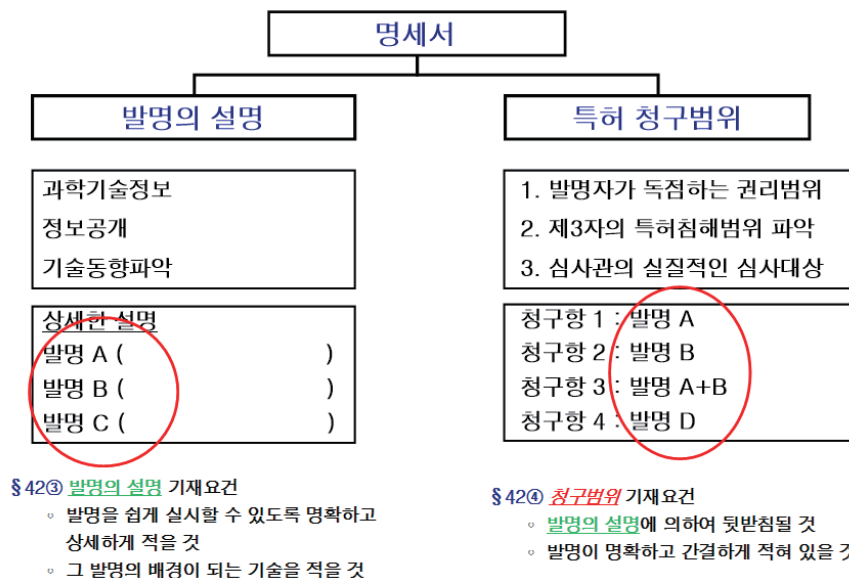 명세서
발명의 설명
과학기술정보
정보공개
기술동향파악
상세한 설명
발명 A ( )
발명 B ( )
발명 C ( )
§42③ 발명의 설명 기재요건
◦ 발명을 쉽게 실시할 수 있도록 명확하고
상세하게 적을 것
◦ 그 발명의 배경이 되는 기술을 적을 것
특허 청구범위
1. 발명자가 독점하는 권리범위
2. 제3자의 특허침해범위 파악
3. 심사관의 실질적인 심사대상
청구항 1 : 발명 A
청구항 2 : 발명 B
청구항 3 : 발명 A+B
청구항 4 : 발명 D
§42④ 청구범위 기재요건
◦ 발명의 설명에 의하여 뒷받침될 것
◦ 발명이 명확하고 간결하게 적혀 있을 것